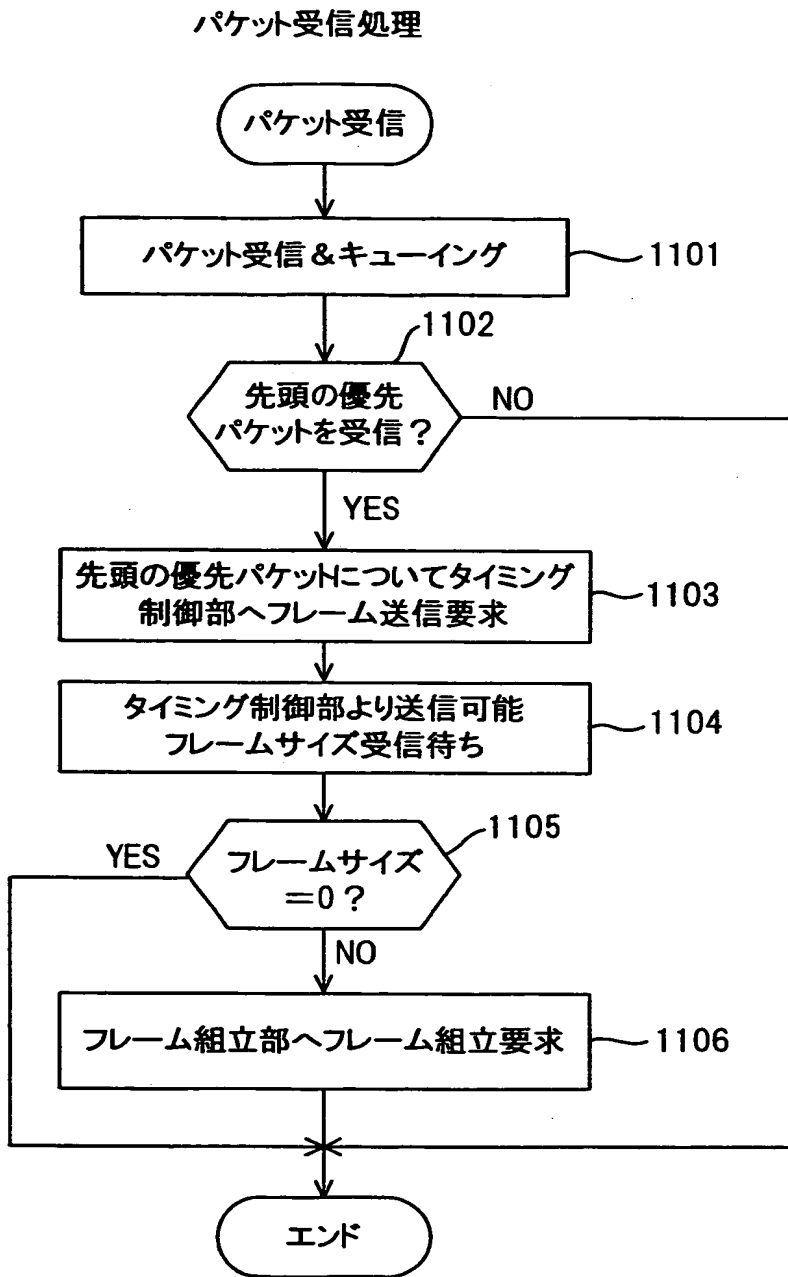 パケット受信処理
パケット受信
パケット受信＆キューイング
1101
1102
先頭の優先
パケットを受信？
NO
YES
先頭の優先パケットについてタイミング
制御部へフレーム送信要求
1103
タイミング制御部より送信可能
フレームサイズ受信待ち
1104
1105
YES
フレームサイズ
＝0？
NO
フレーム組立部へフレーム組立要求
1106
エンド